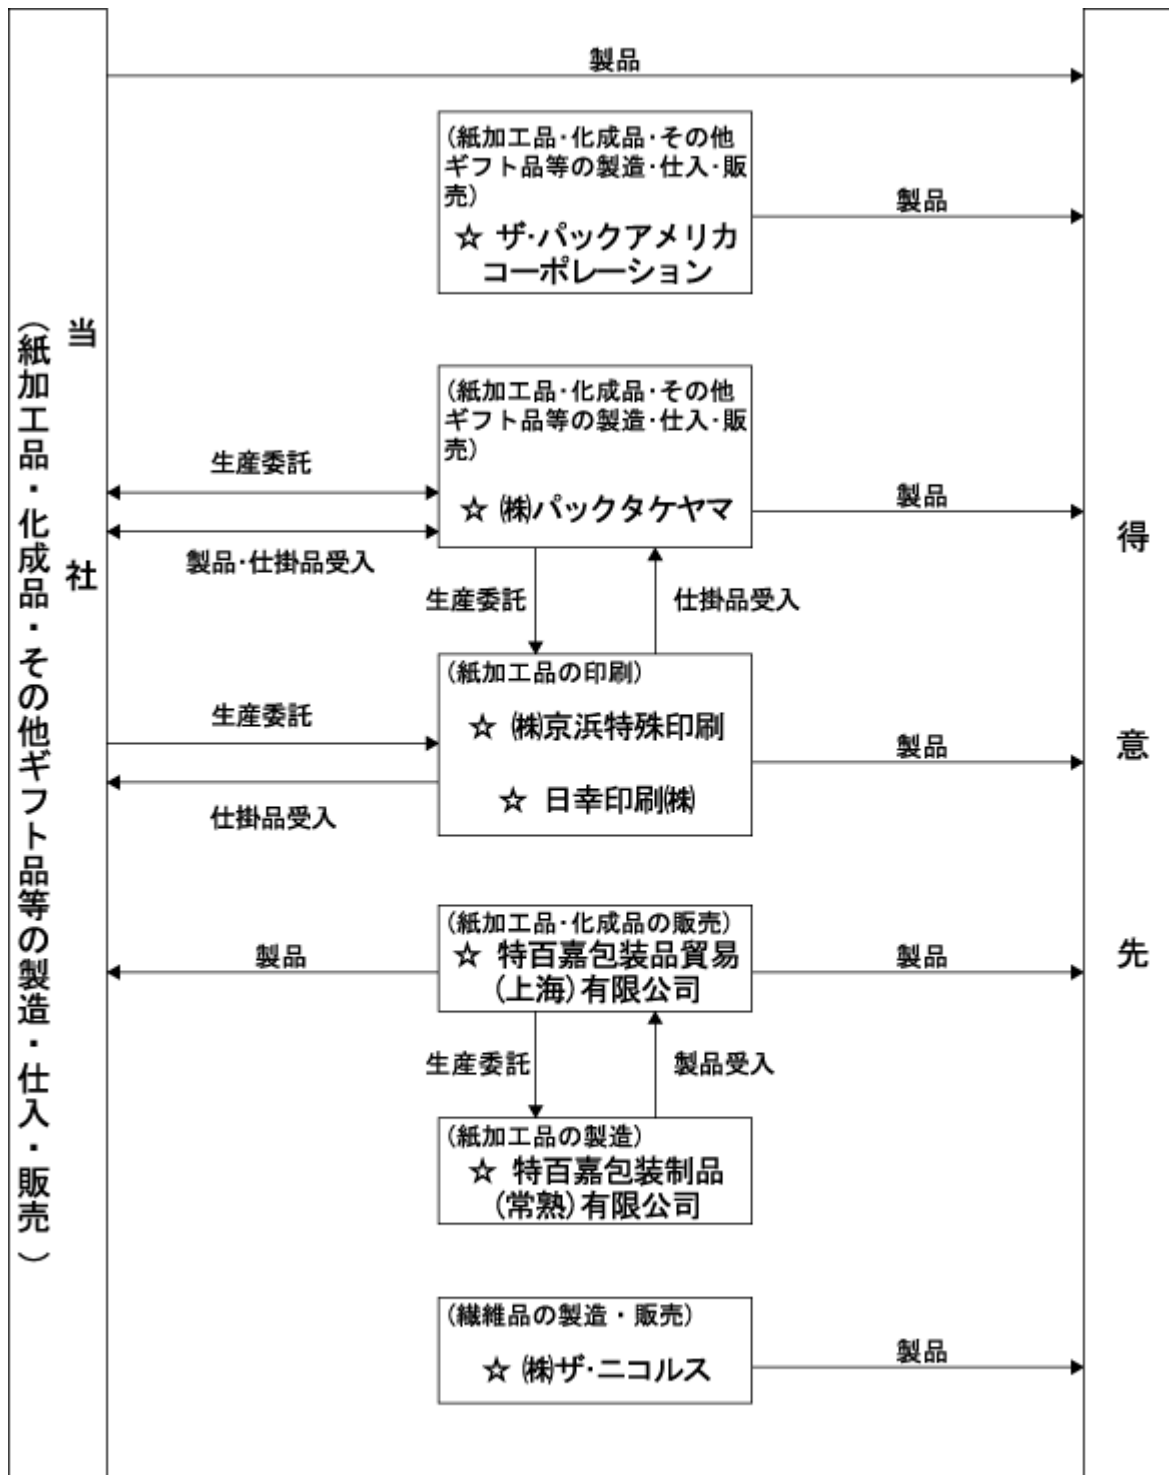 当社
(紙加工品・化成品・その他ギフト品等の製造・仕入・販売)
製品
(紙加工品・化成品・その他
ギフト品等の製造・仕入・販
売)
☆ ザ・パックアメリカ
コーポレーション
製品
(紙加工品・化成品・その他
ギフト品等の製造・仕入・販
売)
☆ ㈱パックタケヤマ
生産委託
製品・仕掛品受入
製品
生産委託
仕掛品受入
(紙加工品の印刷)
☆ ㈱京浜特殊印刷
☆ 日幸印刷㈱
生産委託
仕掛品受入
製品
(紙加工品・化成品の販売)
☆ 特百嘉包装品貿易
(上海)有限公司
製品
製品
生産委託
製品受入
(紙加工品の製造)
☆ 特百嘉包装制品
(常熟)有限公司
(繊維品の製造・販売)
☆ ㈱ザ・ニコルス
製品
得意先